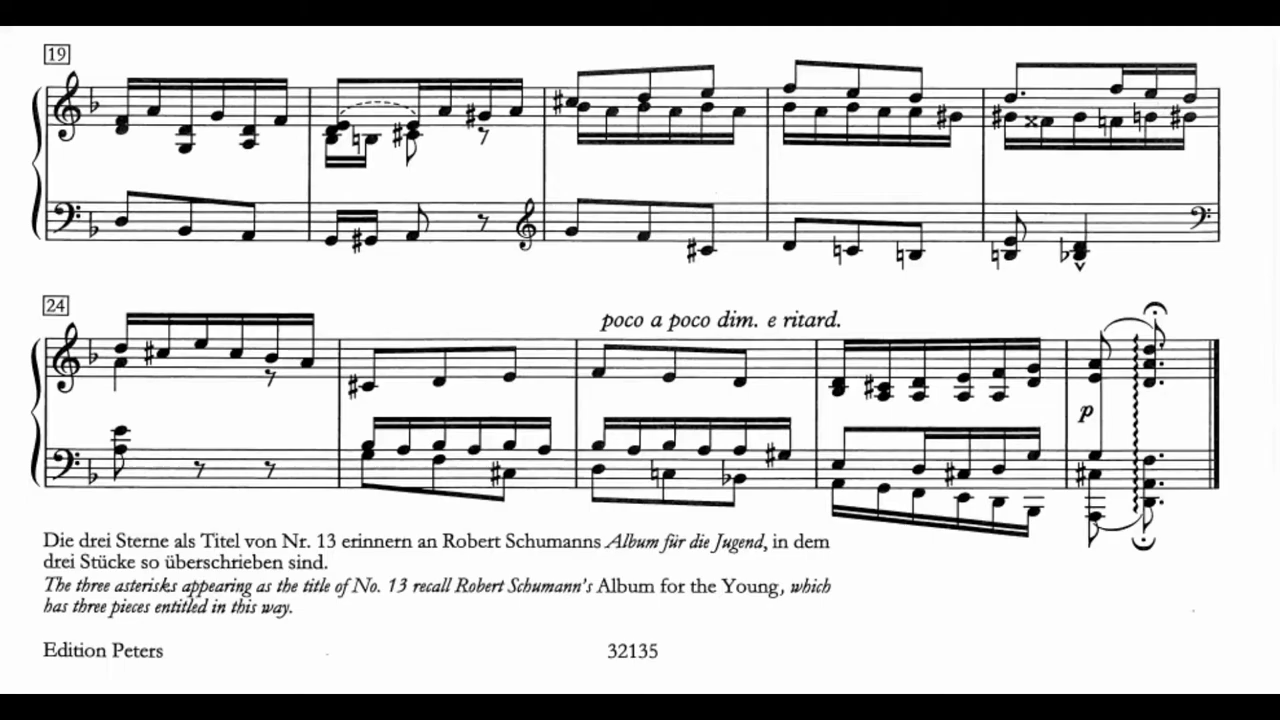 19
24
poco a poco dim. e ritard.
p
Die drei Sterne als Titel von Nr. 13 erinnern an Robert Schumanns Album für die Jugend, in dem
drei Stücke so überschrieben sind.
The three asterisks appearing as the title of No. 13 recall Robert Schumann's Album for the Young, which
has three pieces entitled in this way.
Edition Peters
32135